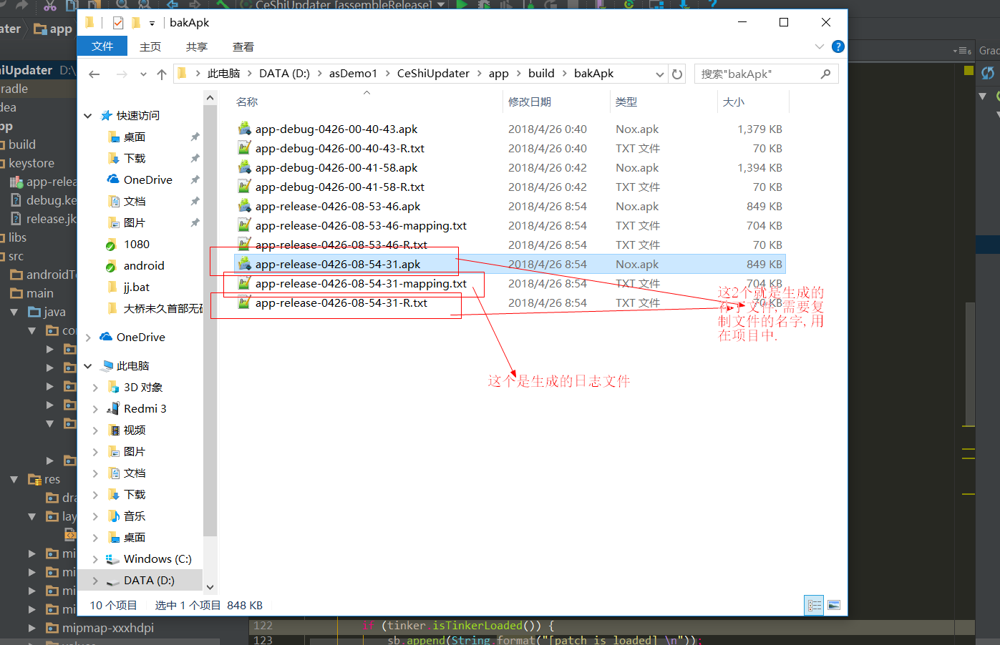 CeShiUpdater [assembleRelease]
bakApk
ater
app
文件
主页
共享
查看
此电脑
DATA (D:)
asDemo1
CeShiUpdater
app
build
bakApk
搜索"bakApk"
名称
修改日期
类型
大小
app-debug-0426-00-40-43.apk 2018/4/26 0:40 Nox.apk 1,379 KB
app-debug-0426-00-40-43-R.txt 2018/4/26 0:40 TXT 文件 70 KB
app-debug-0426-00-41-58.apk 2018/4/26 0:42 Nox.apk 1,394 KB
app-debug-0426-00-41-58-R.txt 2018/4/26 0:42 TXT 文件 70 KB
app-release-0426-08-53-46.apk 2018/4/26 8:54 Nox.apk 849 KB
app-release-0426-08-53-46-mapping.txt 2018/4/26 8:54 TXT 文件 704 KB
app-release-0426-08-53-46-R.txt 2018/4/26 8:54 TXT 文件 70 KB
app-release-0426-08-54-31.apk 2018/4/26 8:54 Nox.apk 849 KB
app-release-0426-08-54-31-mapping.txt 2018/4/26 8:54 TXT 文件 704 KB
app-release-0426-08-54-31-R.txt 2018/4/26 8:54 TXT 文件 70 KB
这2个就是生成的
补丁文件, 需要复
制文件的名字, 用
在项目中.
这个是生成的日志文件
快速访问
桌面
下载
OneDrive
文档
图片
1080
android
jj.bat
大桥未久首部无
OneDrive
此电脑
3D 对象
Redmi 3
视频
图片
文档
下载
音乐
桌面
Windows (C:)
DATA (D:)
10 个项目
选中 1 个项目 848 KB
iUpdater D:\
radle
dea
pp
build
keystore
app-relea
debug.ke
release.jk
libs
src
androidTe
main
java
co
res
dra
lay
mi
mi
mi
mi
mipmap-xxxhdpi
values
Grad
122 if (tinker.isTinkerLoaded()) {
123 sb.append(String.format("[patch is loaded] \n"));